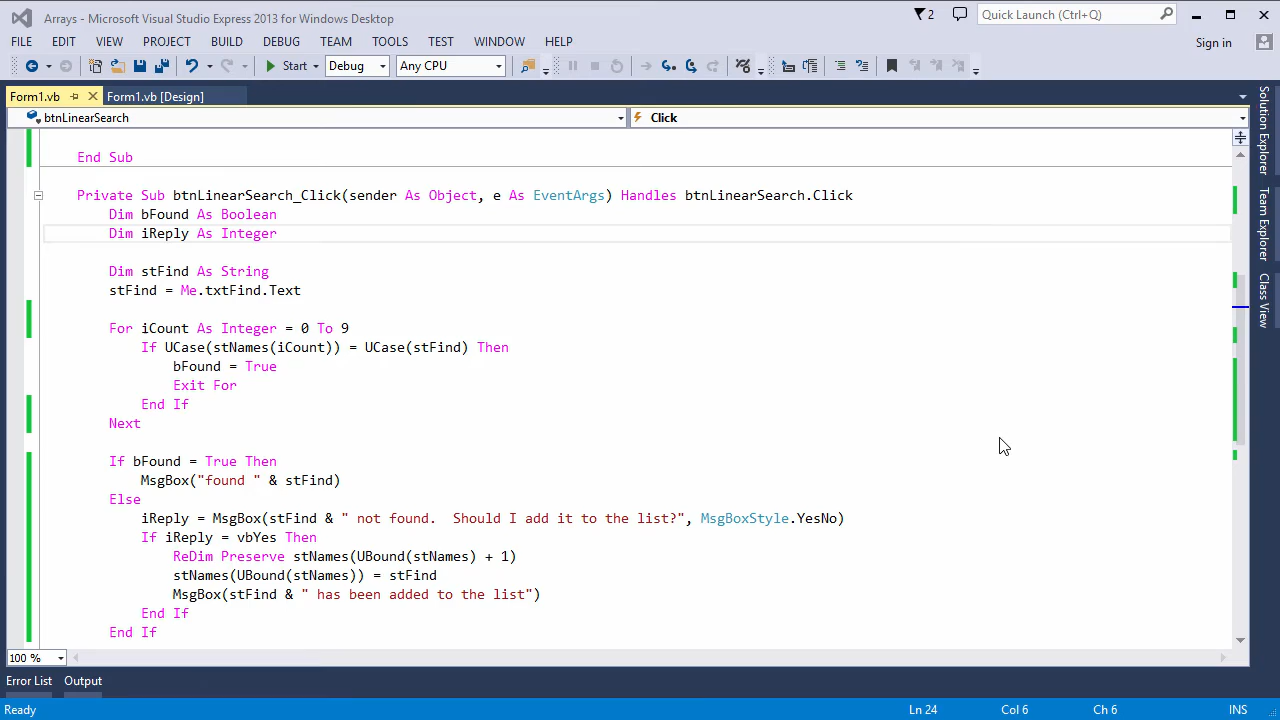 Arrays - Microsoft Visual Studio Express 2013 for Windows Desktop
2
Quick Launch (Ctrl+Q)
FILE EDIT VIEW PROJECT BUILD DEBUG TEAM TOOLS TEST WINDOW HELP
Sign in
Start Debug Any CPU
Form1.vb Form1.vb [Design]
btnLinearSearch Click
End Sub
Private Sub btnLinearSearch_Click(sender As Object, e As EventArgs) Handles btnLinearSearch.Click
Dim bFound As Boolean
Dim iReply As Integer
Dim stFind As String
stFind = Me.txtFind.Text
For iCount As Integer = 0 To 9
If UCase(stNames(iCount)) = UCase(stFind) Then
bFound = True
Exit For
End If
Next
If bFound = True Then
MsgBox("found " & stFind)
Else
iReply = MsgBox(stFind & " not found.  Should I add it to the list?", MsgBoxStyle.YesNo)
If iReply = vbYes Then
ReDim Preserve stNames(UBound(stNames) + 1)
stNames(UBound(stNames)) = stFind
MsgBox(stFind & " has been added to the list")
End If
End If
100 %
Solution Explorer
Team Explorer
Class View
Error List Output
Ready Ln 24 Col 6 Ch 6 INS